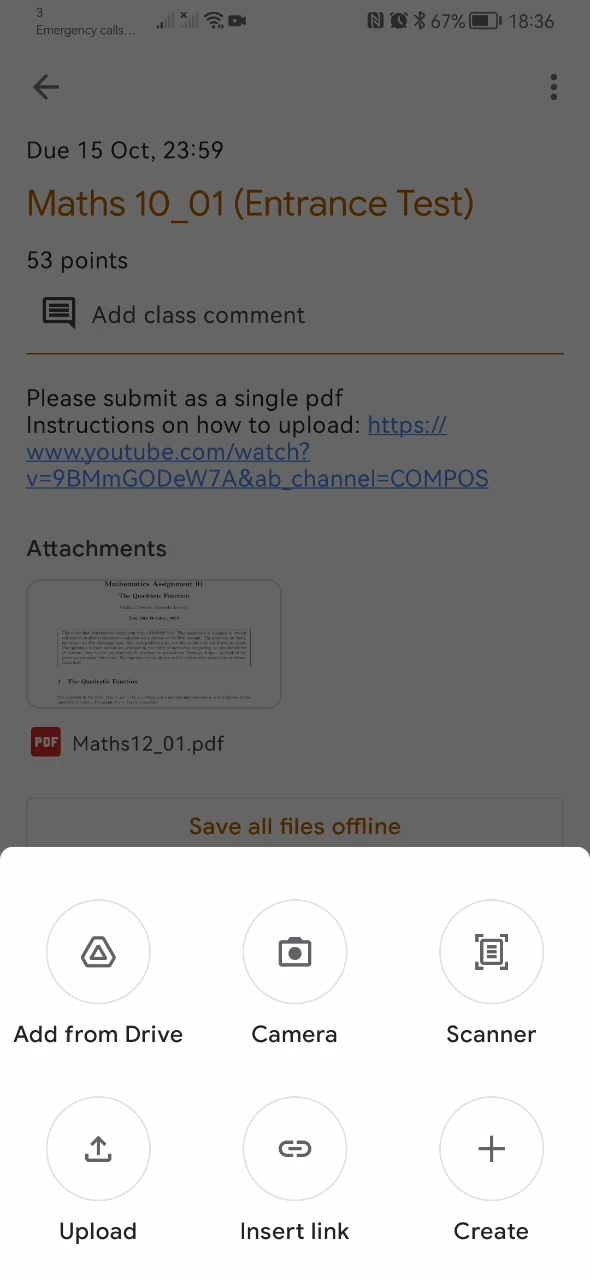 3
Emergency calls...
67%
18:36
Due 15 Oct, 23:59
Maths 10_01 (Entrance Test)
53 points
Add class comment
Please submit as a single pdf
Instructions on how to upload: https://
www.youtube.com/watch?
v=9BMmGODeW7A&ab_channel=COMPOS
Attachments
Mathematics Assignment 01
The Quadratic Function
1 The Quadratic Function
PDF
Maths12_01.pdf
Save all files offline
Add from Drive
Camera
Scanner
Upload
Insert link
Create